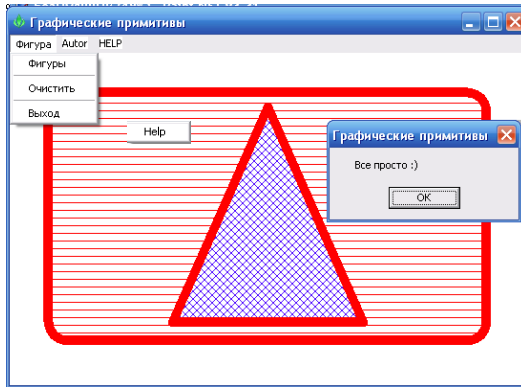 Графические примитивы
Фигура Autor HELP
Фигуры
Очистить
Выход
Help
Графические примитивы
Все просто :)
OK